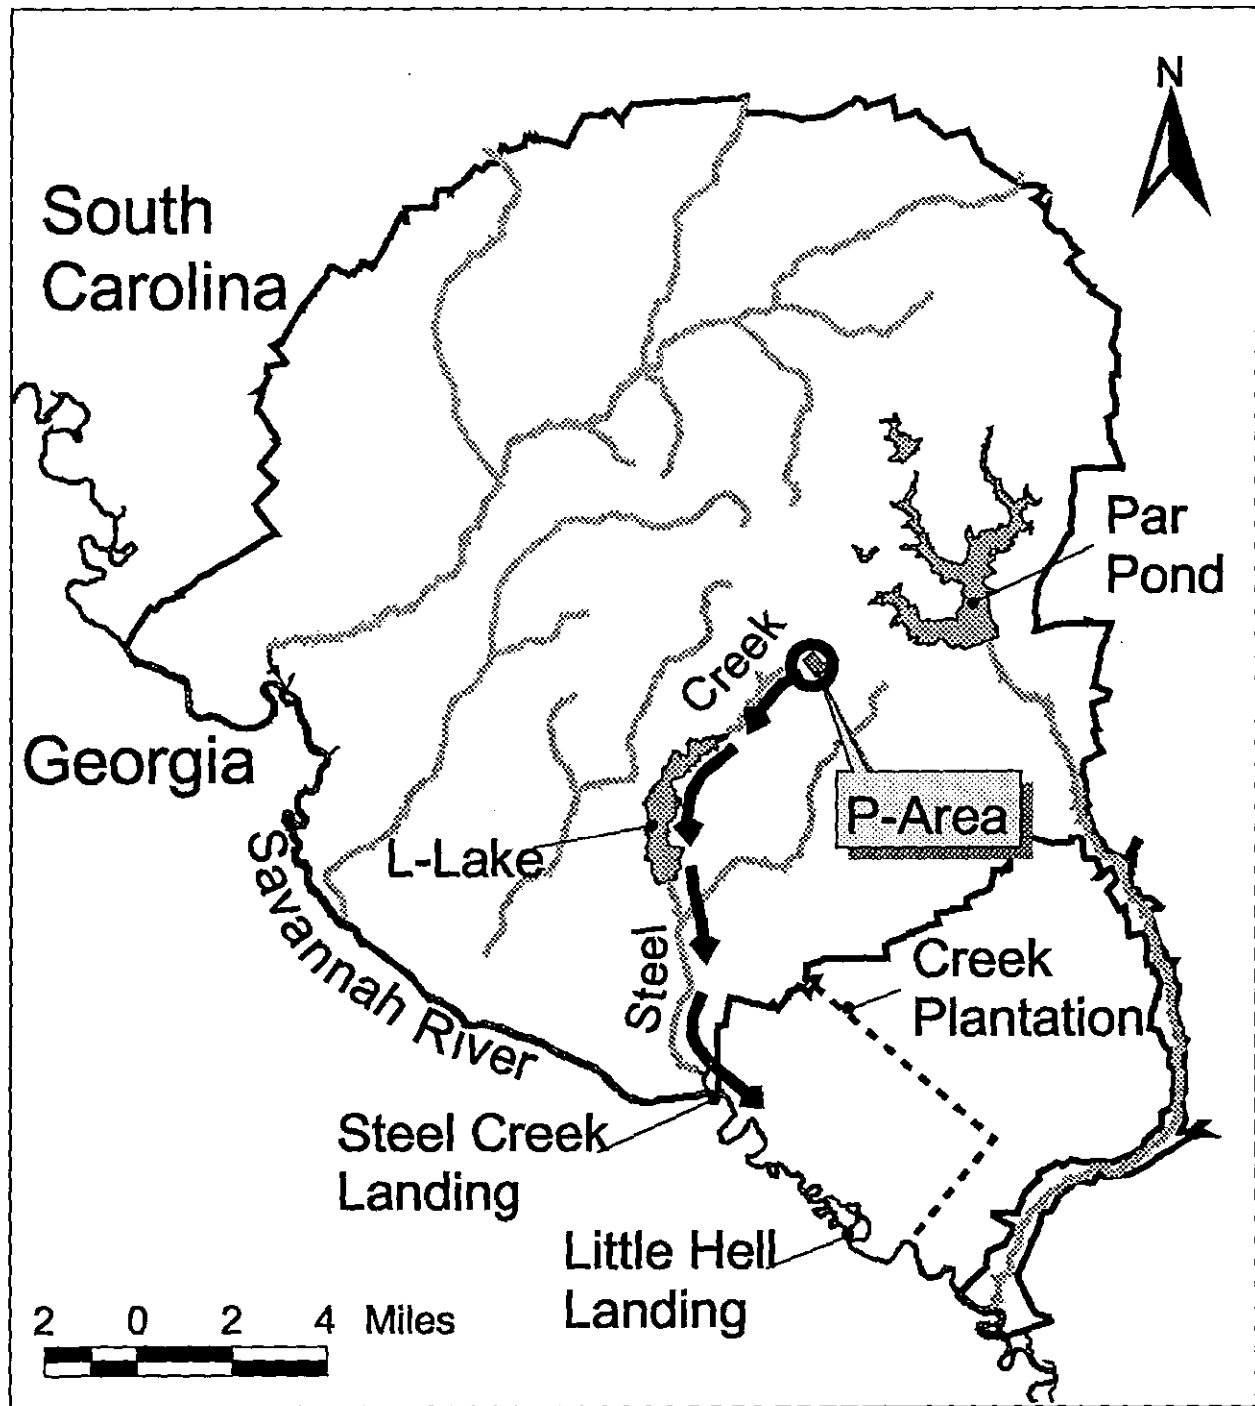 N
South
Carolina
Par
Pond
Creek
Georgia
P-Area
L-Lake
Savannah River
Steel
Creek
Plantation
Steel Creek
Landing
Little Hell
Landing
2 0 2 4 Miles